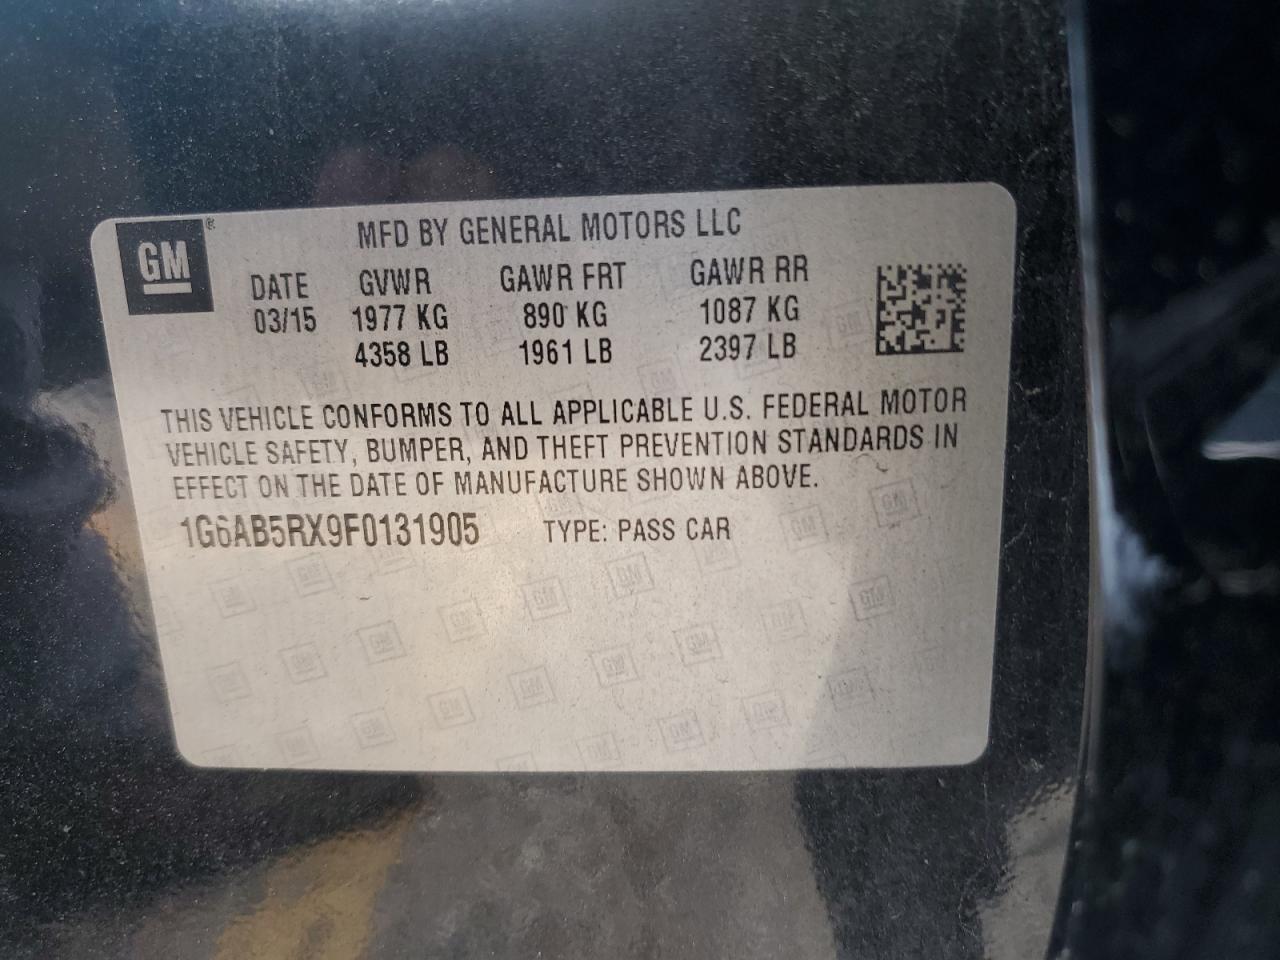 GM ®
MFD BY GENERAL MOTORS LLC
DATE GVWR GAWR FRT GAWR RR
03/15 1977 KG 890 KG 1087 KG
4358 LB 1961 LB 2397 LB
THIS VEHICLE CONFORMS TO ALL APPLICABLE U.S. FEDERAL MOTOR
VEHICLE SAFETY, BUMPER, AND THEFT PREVENTION STANDARDS IN
EFFECT ON THE DATE OF MANUFACTURE SHOWN ABOVE.
1G6AB5RX9F0131905 TYPE: PASS CAR